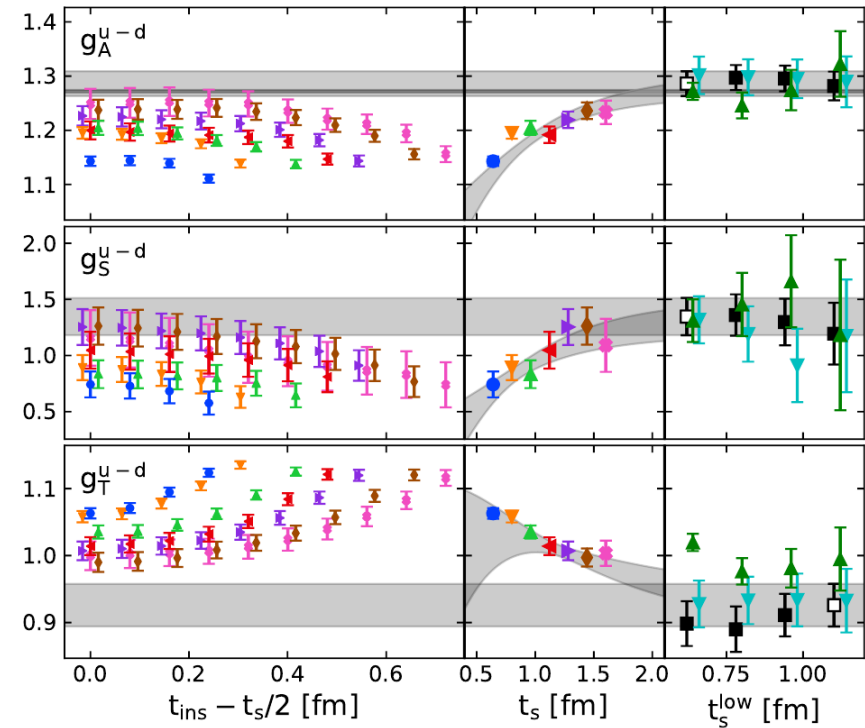 g_A^{u-d}
1.4
1.3
1.2
1.1
g_S^{u-d}
2.0
1.5
1.0
0.5
g_T^{u-d}
1.1
1.0
0.9
0.0 0.2 0.4 0.6 0.5 1.0 1.5 2.0 0.75 1.00
t_ins − t_s/2 [fm] t_s [fm] t_s^low [fm]